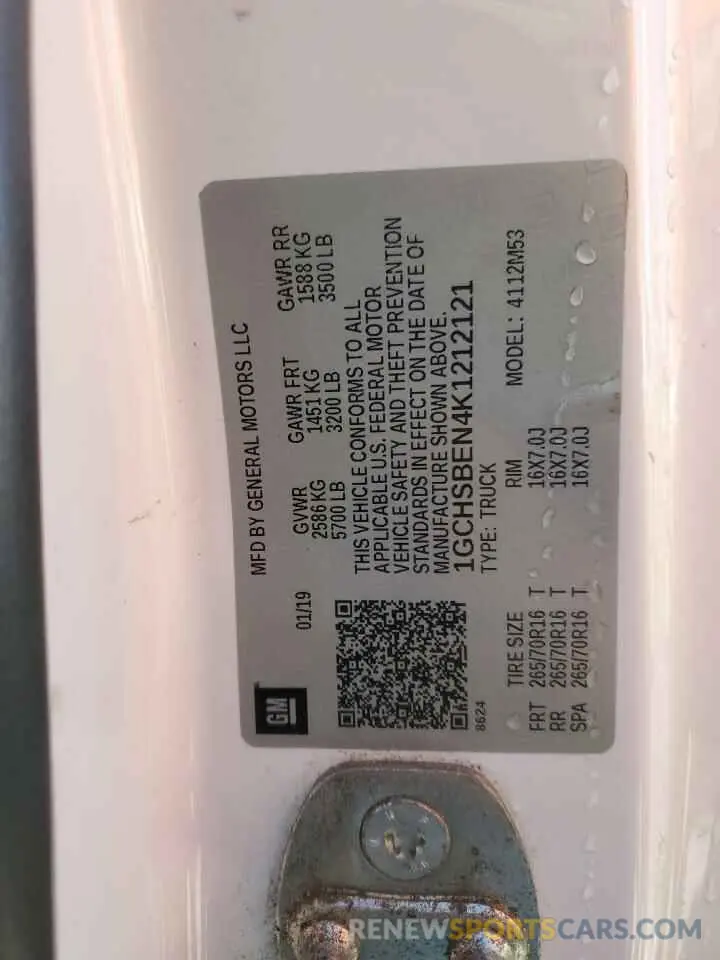 GM
MFD BY GENERAL MOTORS LLC
01/19
GVWR GAWR FRT GAWR RR
2586 KG 1451 KG 1588 KG
5700 LB 3200 LB 3500 LB
THIS VEHICLE CONFORMS TO ALL
APPLICABLE U.S. FEDERAL MOTOR
VEHICLE SAFETY AND THEFT PREVENTION
STANDARDS IN EFFECT ON THE DATE OF
MANUFACTURE SHOWN ABOVE.
1GCHSBEN4K1212121
8624
TYPE: TRUCK
TIRE SIZE RIM MODEL: 4112M53
FRT 265/70R16 T 16X7.0J
RR 265/70R16 T 16X7.0J
SPA 265/70R16 T 16X7.0J
RENEWSPORTSCARS.COM